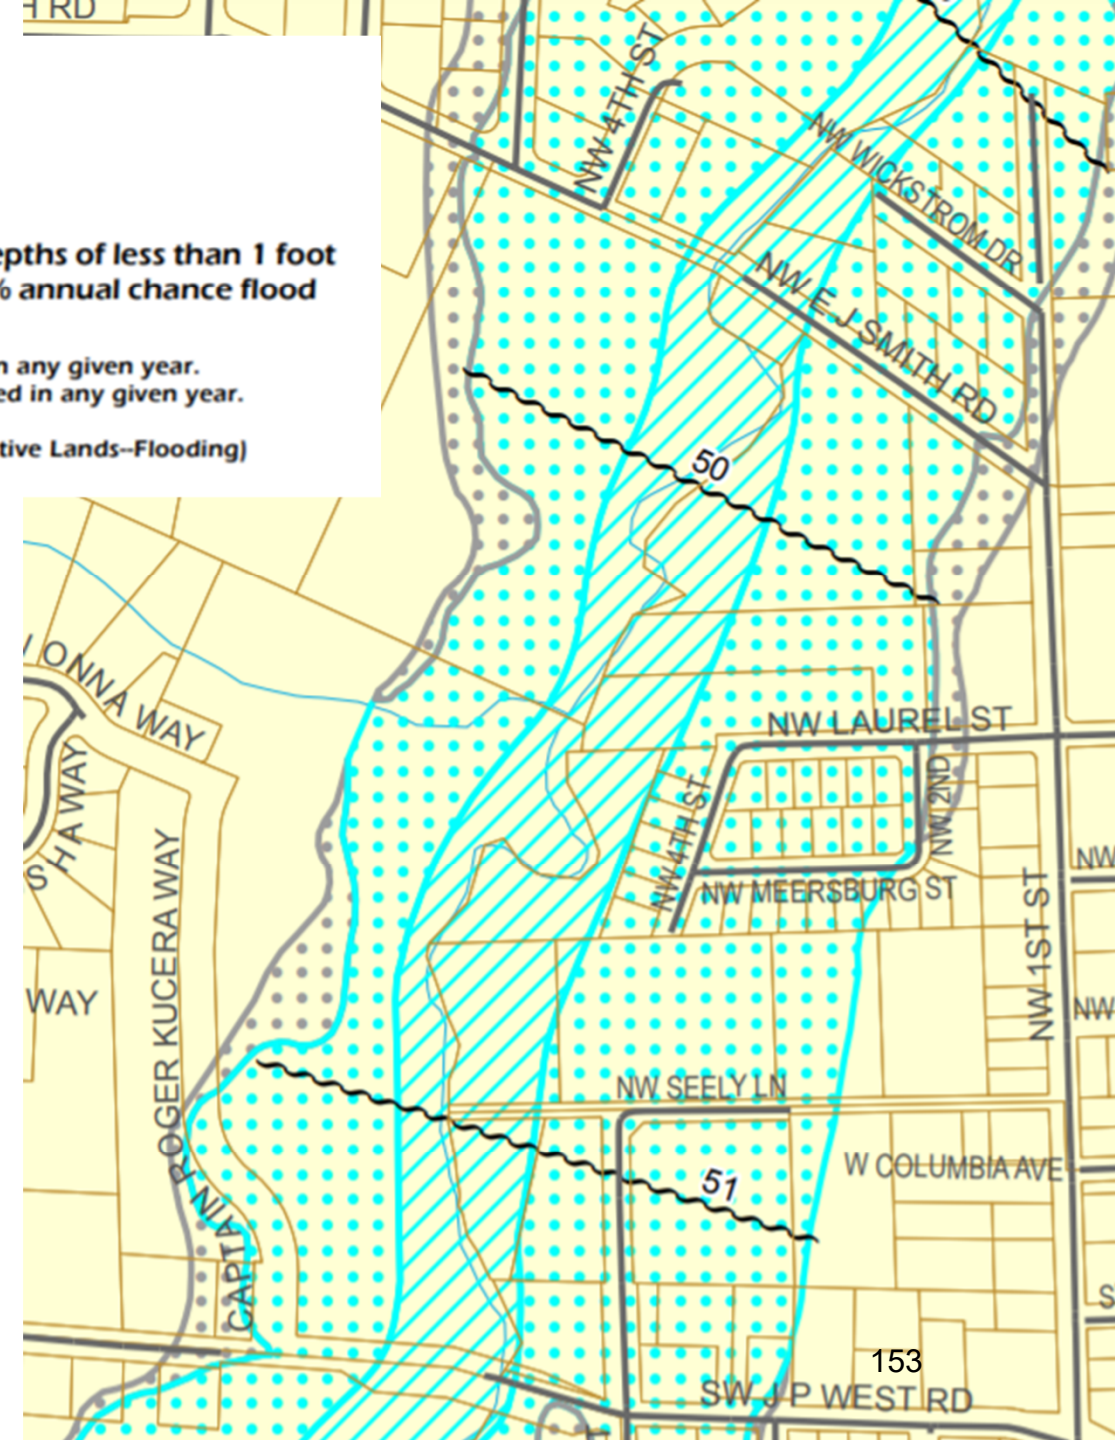 H RD
NW 4TH ST
NW WICKSTROM DR
epths of less than 1 foot
% annual chance flood
n any given year.
ed in any given year.
tive Lands--Flooding)
NW E J SMITH RD
50
ONNA WAY
NW LAUREL ST
SHAWAY
NW 4TH ST
NW 2ND
NW
NW MEERSBURG ST
NW 1ST ST
WAY
NW
CAPTAIN ROGER KUCERA WAY
NW SEELY LN
W COLUMBIA AVE
51
S
153
SW J P WEST RD